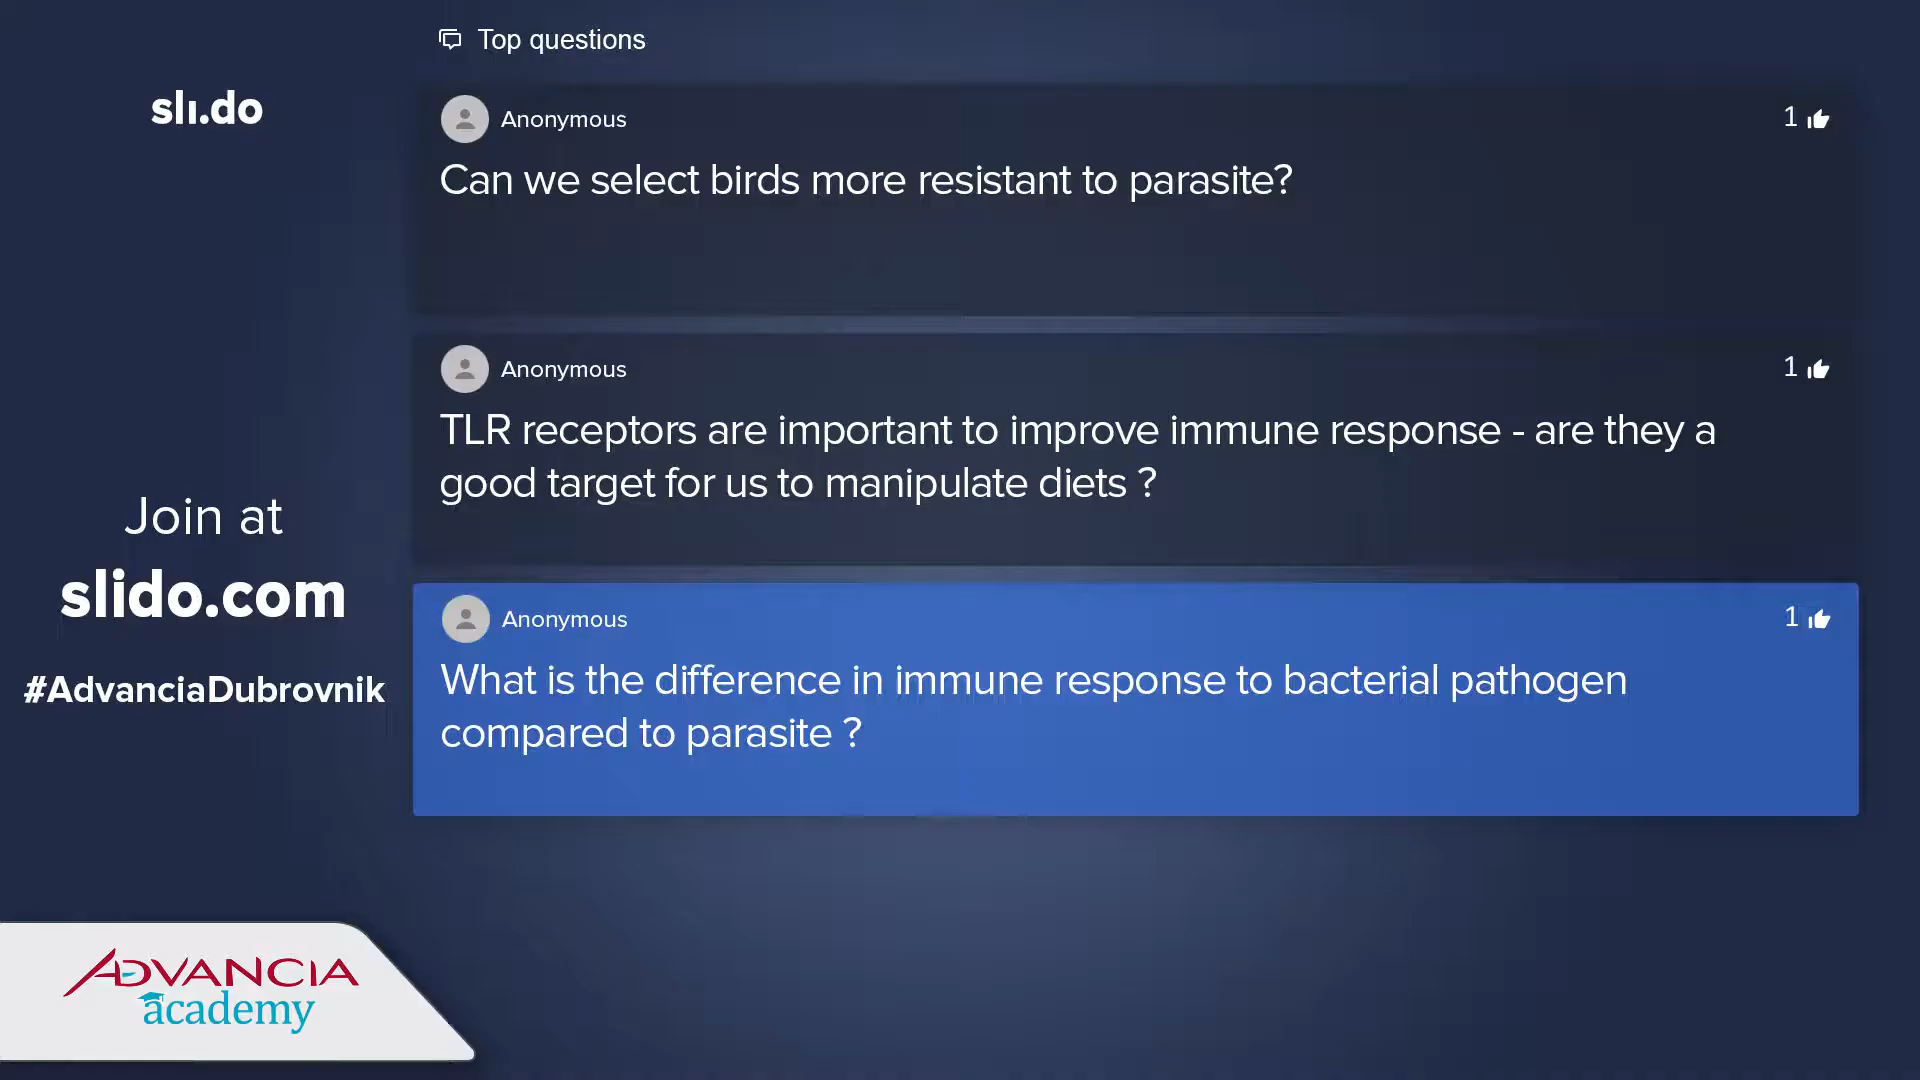 Top questions
sli.do
Anonymous
1
Can we select birds more resistant to parasite?
Anonymous
1
TLR receptors are important to improve immune response - are they a
good target for us to manipulate diets ?
Join at
slido.com
#AdvanciaDubrovnik
Anonymous
1
What is the difference in immune response to bacterial pathogen
compared to parasite ?
ADVANCIA
academy